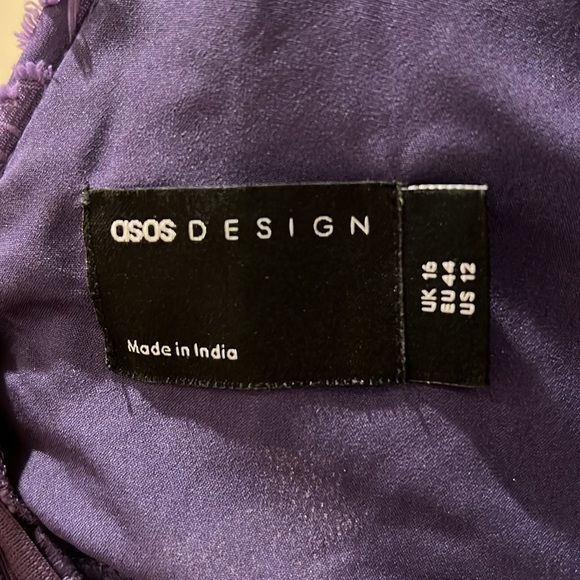 asos DESIGN
Made in India
UK 16
EU 44
US 12